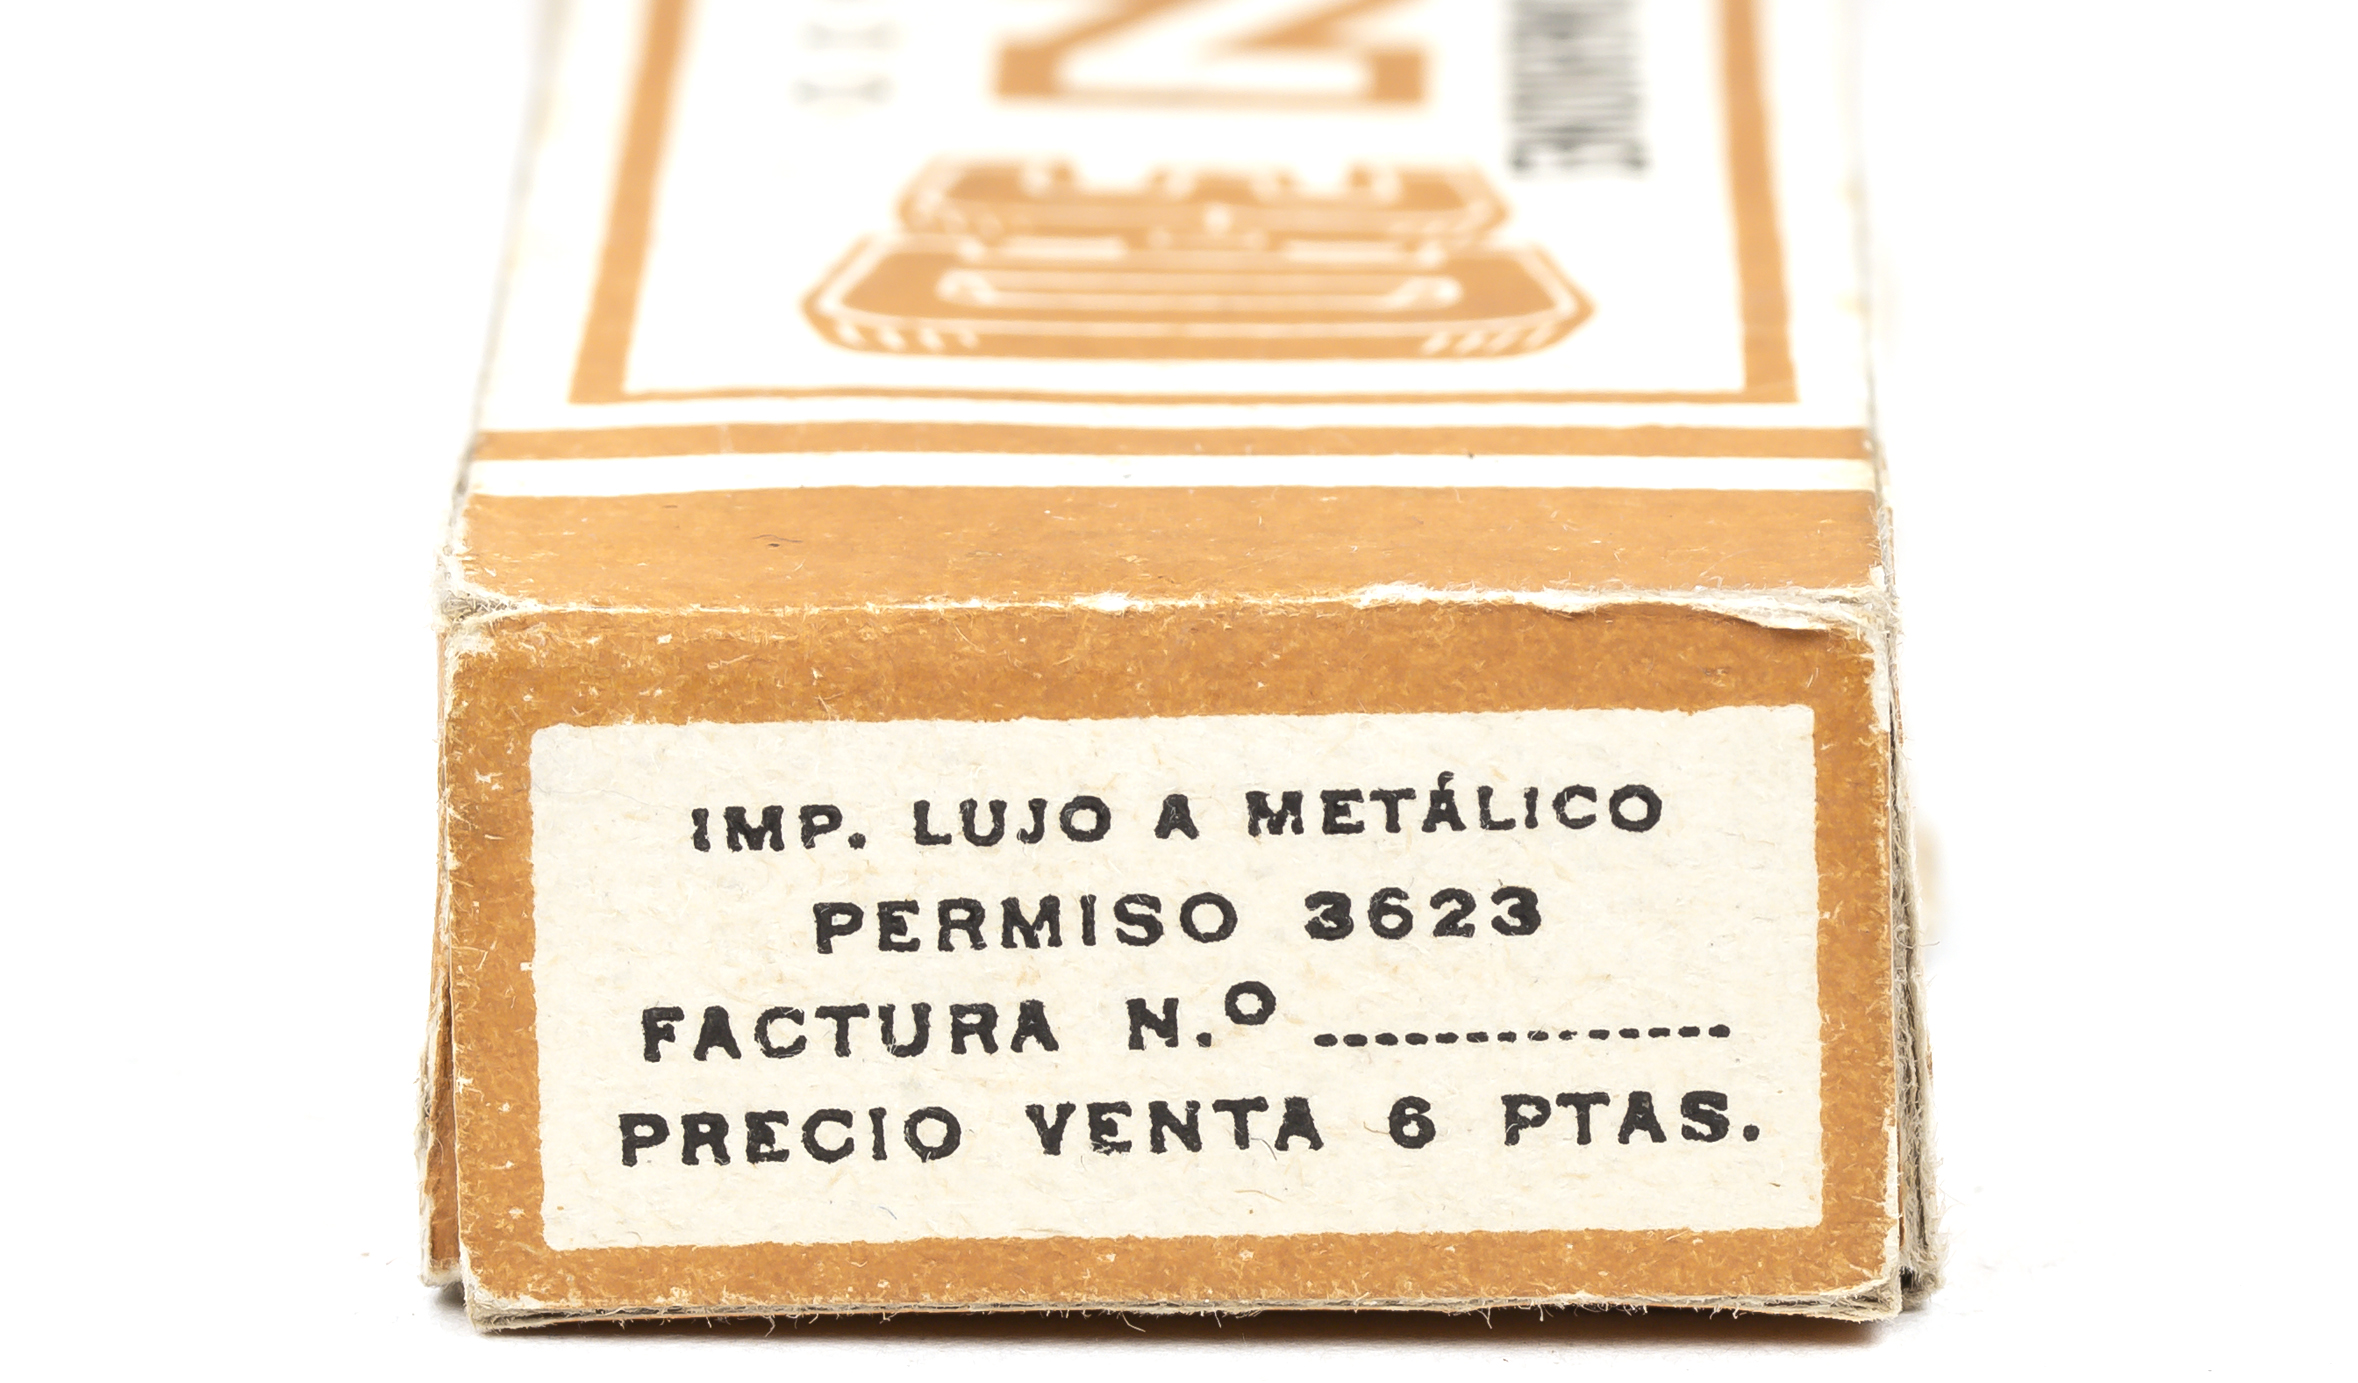 IMP. LUJO A METÁLICO
PERMISO 3623
FACTURA N.º ...............
PRECIO VENTA 6 PTAS.